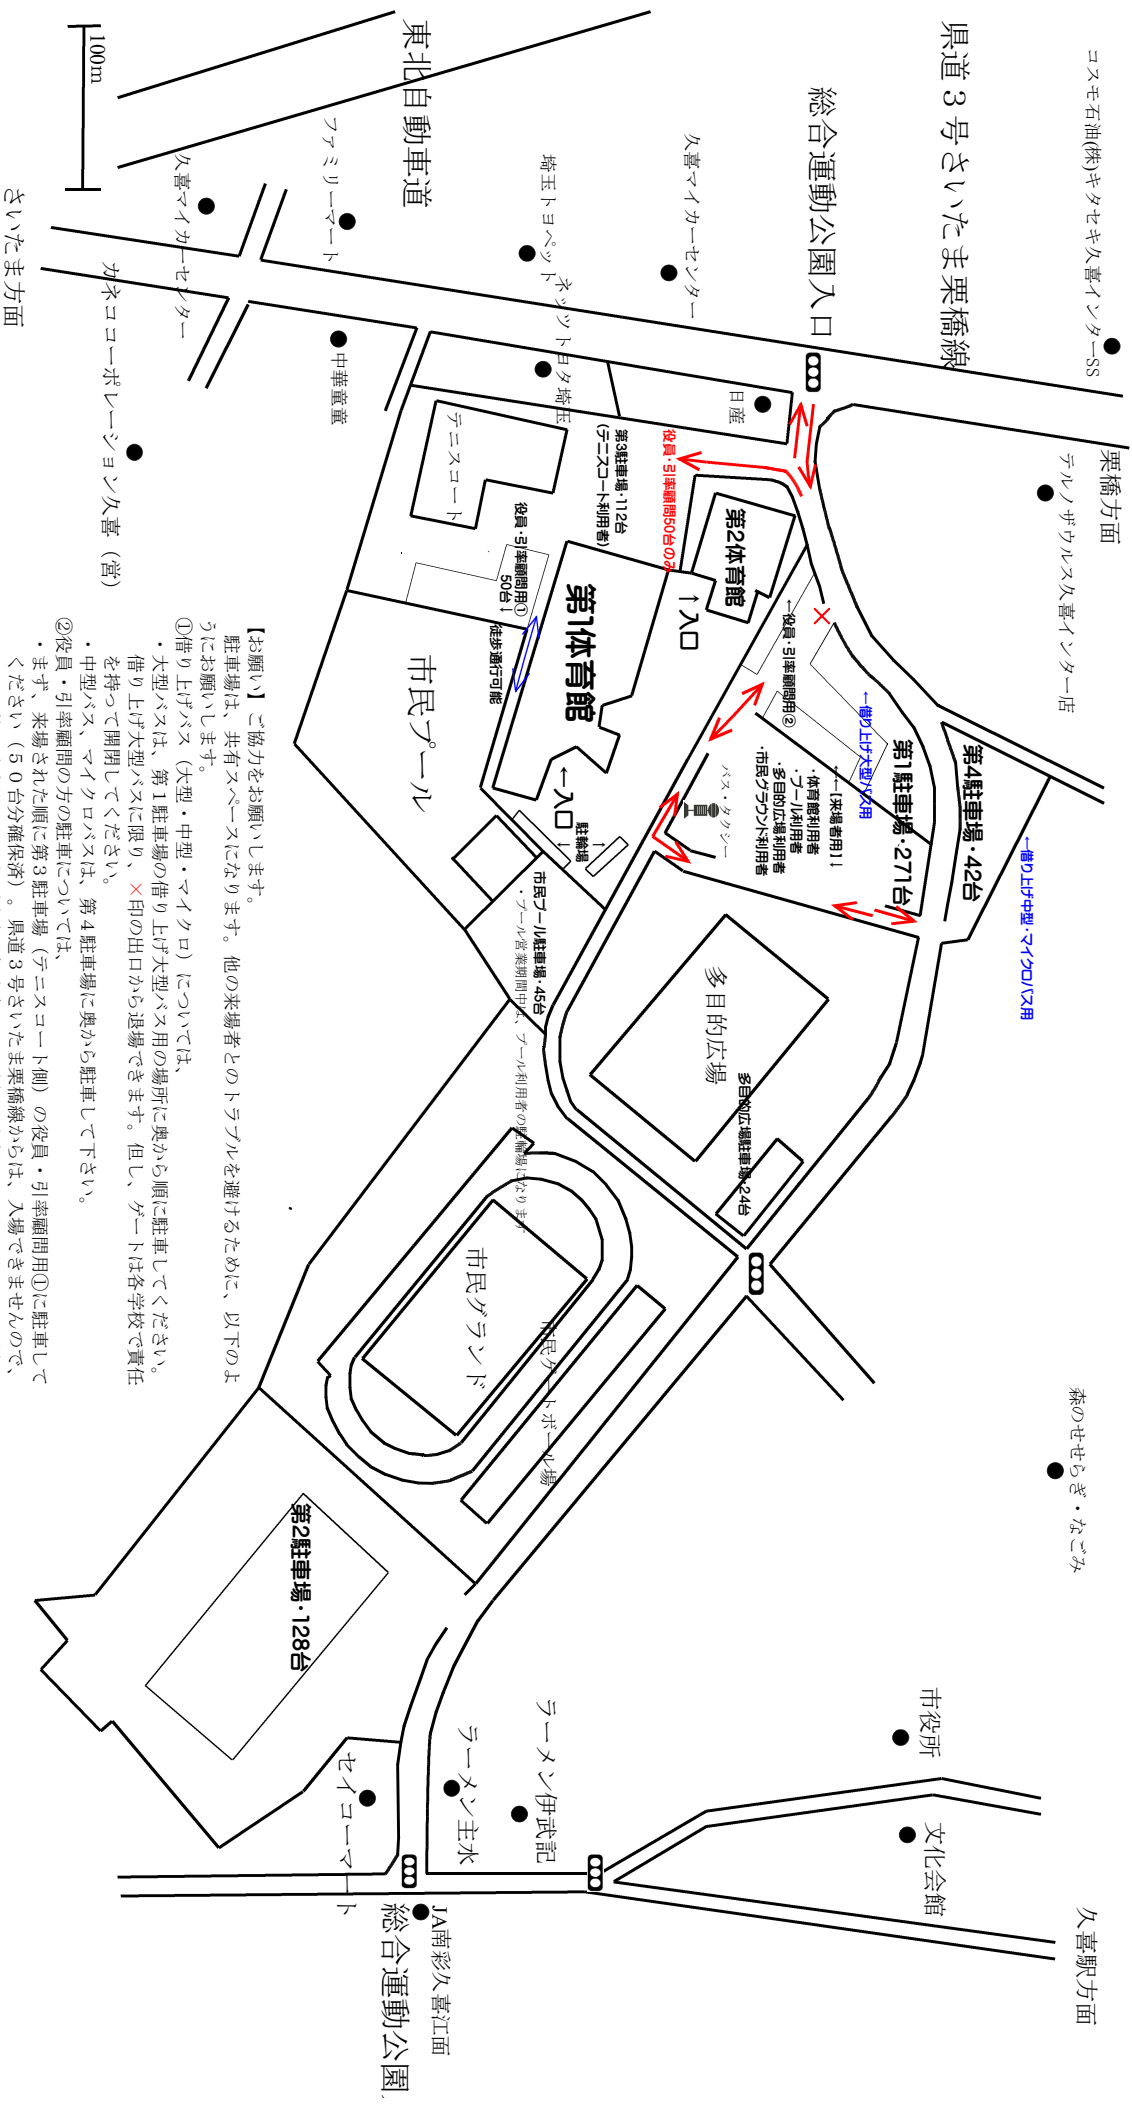 コスモ石油(株)キタセキ久喜インターSS
県道３号さいたま栗橋線
総合運動公園入口
久喜マイカーセンター
埼玉トヨペット
東北自動車道
ファミリーマート
久喜マイカーセンター
100m
さいたま方面
栗橋方面
テルノザウルス久喜インター店
日産
ネッツトヨタ埼玉
中華童童
カネココーポレーション久喜（営）
テニスコート
第3駐車場・112台
(テニスコート利用者)
役員・引率顧問50台のみ
第2体育館
↑入口
第1体育館
←入口
役員・引率顧問用①
50台↓
徒歩通行可能
市民プール
←役員・引率顧問用②
←借り上げ大型バス用
第1駐車場・271台
第4駐車場・42台
←借り上げ中型・マイクロバス用
←【来場者用】↓
・体育館利用者
・プール利用者
・多目的広場利用者
・市民グラウンド利用者
バス・タクシー
↑
駐輪場
↓
市民プール駐車場・45台
・プール営業期間中は、プール利用者の駐輪場になります
多目的広場
多目的広場駐車場・24台
市民グランド
市民ゲートボール場
第2駐車場・128台
森のせせらぎ・なごみ
市役所
文化会館
久喜駅方面
ラーメン伊武記
ラーメン主水
セイコーマート
JA南彩久喜江面
総合運動公園
【お願い】ご協力をお願いします。
駐車場は、共有スペースになります。他の来場者とのトラブルを避けるために、以下のよ
うにお願いします。
①借り上げバス（大型・中型・マイクロ）については、
・大型バスは、第１駐車場の借り上げ大型バス用の場所に奥から順に駐車してください。
借り上げ大型バスに限り、×印の出口から退場できます。但し、ゲートは各学校で責任
を持って開閉してください。
・中型バス、マイクロバスは、第４駐車場に奥から駐車して下さい。
②役員・引率顧問の方の駐車については、
・まず、来場された順に第３駐車場（テニスコート側）の役員・引率顧問用①に駐車して
ください（５０台分確保済）。県道３号さいたま栗橋線からは、入場できませんので、